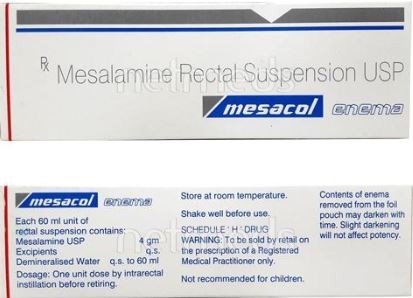 Rx Mesalamine Rectal Suspension USP
netmeds
mesacol enema
mesacol enema
Each 60 ml unit of
rectal suspension contains:
Mesalamine USP 4 gm.
Excipients q.s.
Demineralised Water q.s. to 60 ml
Dosage: One unit dose by intrarectal
instillation before retiring.
Store at room temperature.
Shake well before use.
SCHEDULE 'H' DRUG
WARNING: To be sold by retail on
the prescription of a Registered
Medical Practitioner only.
Not recommended for children.
Contents of enema
removed from the foil
pouch may darken with
time. Slight darkening
will not affect potency.
netmeds